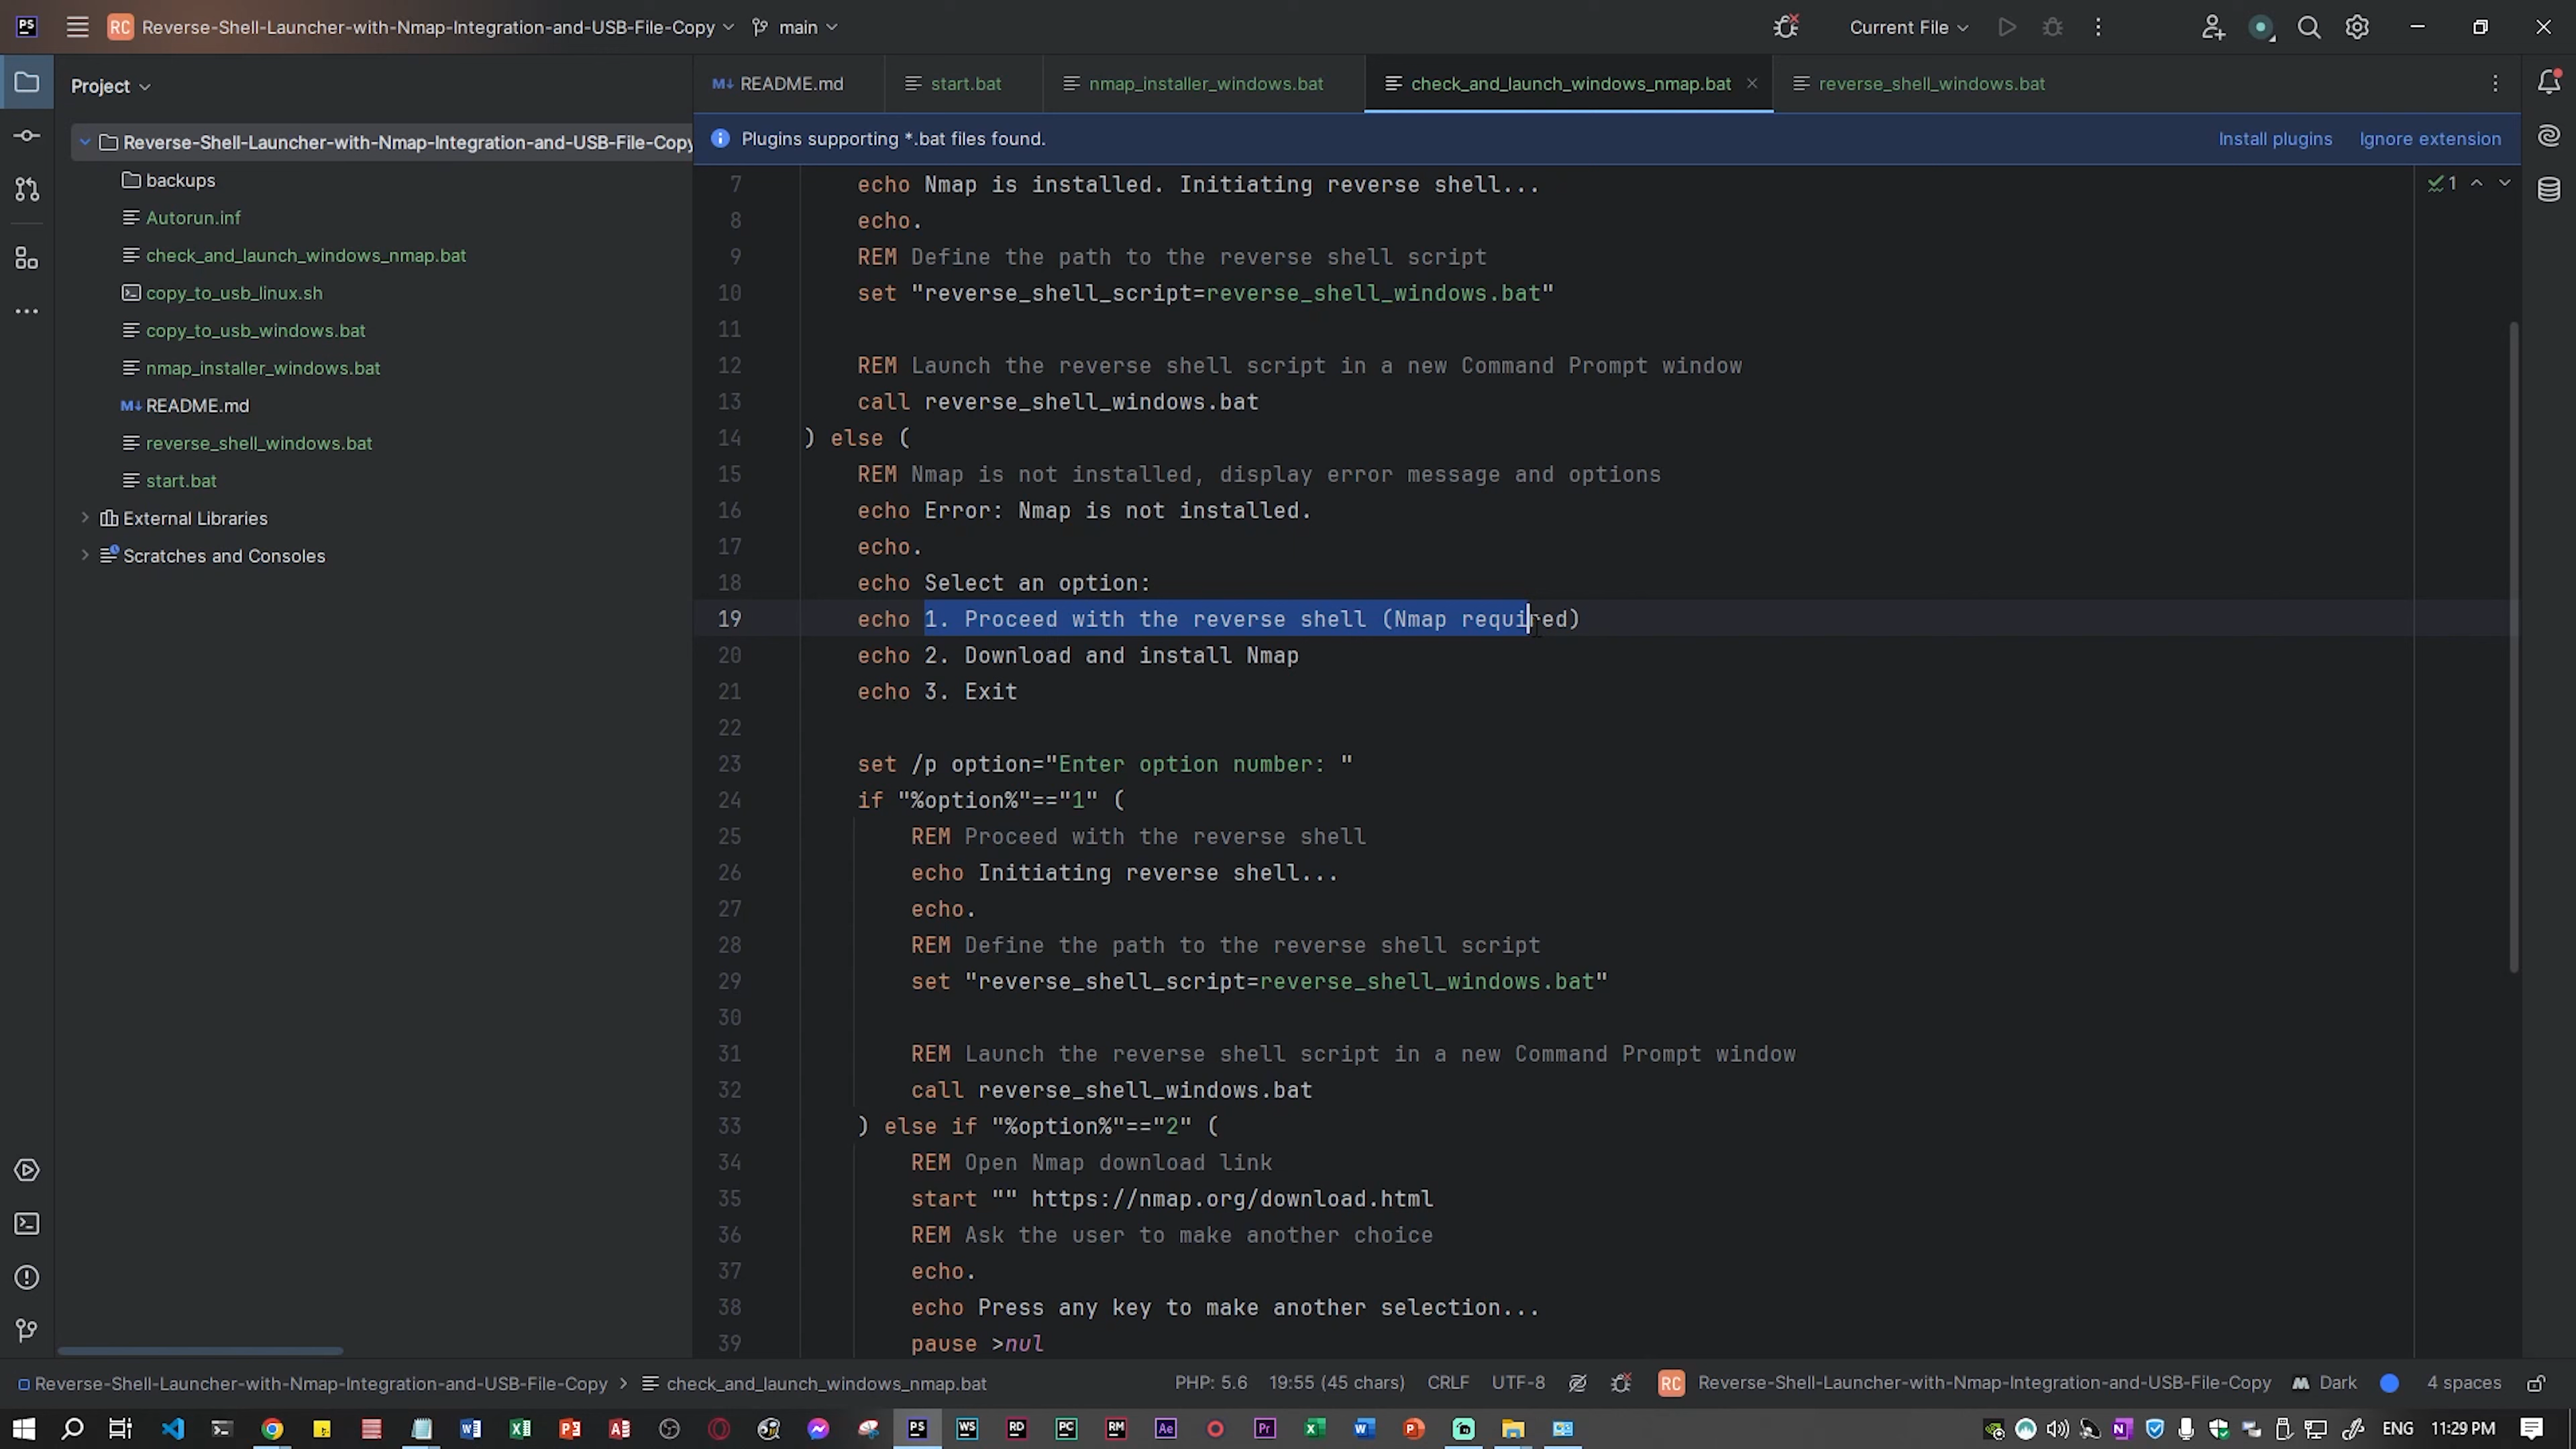 Reverse-Shell-Launcher-with-Nmap-Integration-and-USB-File-Copy
main
Current File
Project
README.md
start.bat
nmap_installer_windows.bat
check_and_launch_windows_nmap.bat
reverse_shell_windows.bat
Plugins supporting *.bat files found.
Install plugins
Ignore extension
Reverse-Shell-Launcher-with-Nmap-Integration-and-USB-File-Copy
backups
Autorun.inf
check_and_launch_windows_nmap.bat
copy_to_usb_linux.sh
copy_to_usb_windows.bat
nmap_installer_windows.bat
README.md
reverse_shell_windows.bat
start.bat
External Libraries
Scratches and Consoles
7 echo Nmap is installed. Initiating reverse shell...
8 echo.
9 REM Define the path to the reverse shell script
10 set "reverse_shell_script=reverse_shell_windows.bat"
11
12 REM Launch the reverse shell script in a new Command Prompt window
13 call reverse_shell_windows.bat
14 ) else (
15 REM Nmap is not installed, display error message and options
16 echo Error: Nmap is not installed.
17 echo.
18 echo Select an option:
19 echo 1. Proceed with the reverse shell (Nmap required)
20 echo 2. Download and install Nmap
21 echo 3. Exit
22
23 set /p option="Enter option number: "
24 if "%option%"=="1" (
25 REM Proceed with the reverse shell
26 echo Initiating reverse shell...
27 echo.
28 REM Define the path to the reverse shell script
29 set "reverse_shell_script=reverse_shell_windows.bat"
30
31 REM Launch the reverse shell script in a new Command Prompt window
32 call reverse_shell_windows.bat
33 ) else if "%option%"=="2" (
34 REM Open Nmap download link
35 start "" https://nmap.org/download.html
36 REM Ask the user to make another choice
37 echo.
38 echo Press any key to make another selection...
39 pause >nul
1
Reverse-Shell-Launcher-with-Nmap-Integration-and-USB-File-Copy > check_and_launch_windows_nmap.bat
PHP: 5.6 19:55 (45 chars) CRLF UTF-8 RC Reverse-Shell-Launcher-with-Nmap-Integration-and-USB-File-Copy Dark 4 spaces
ENG 11:29 PM